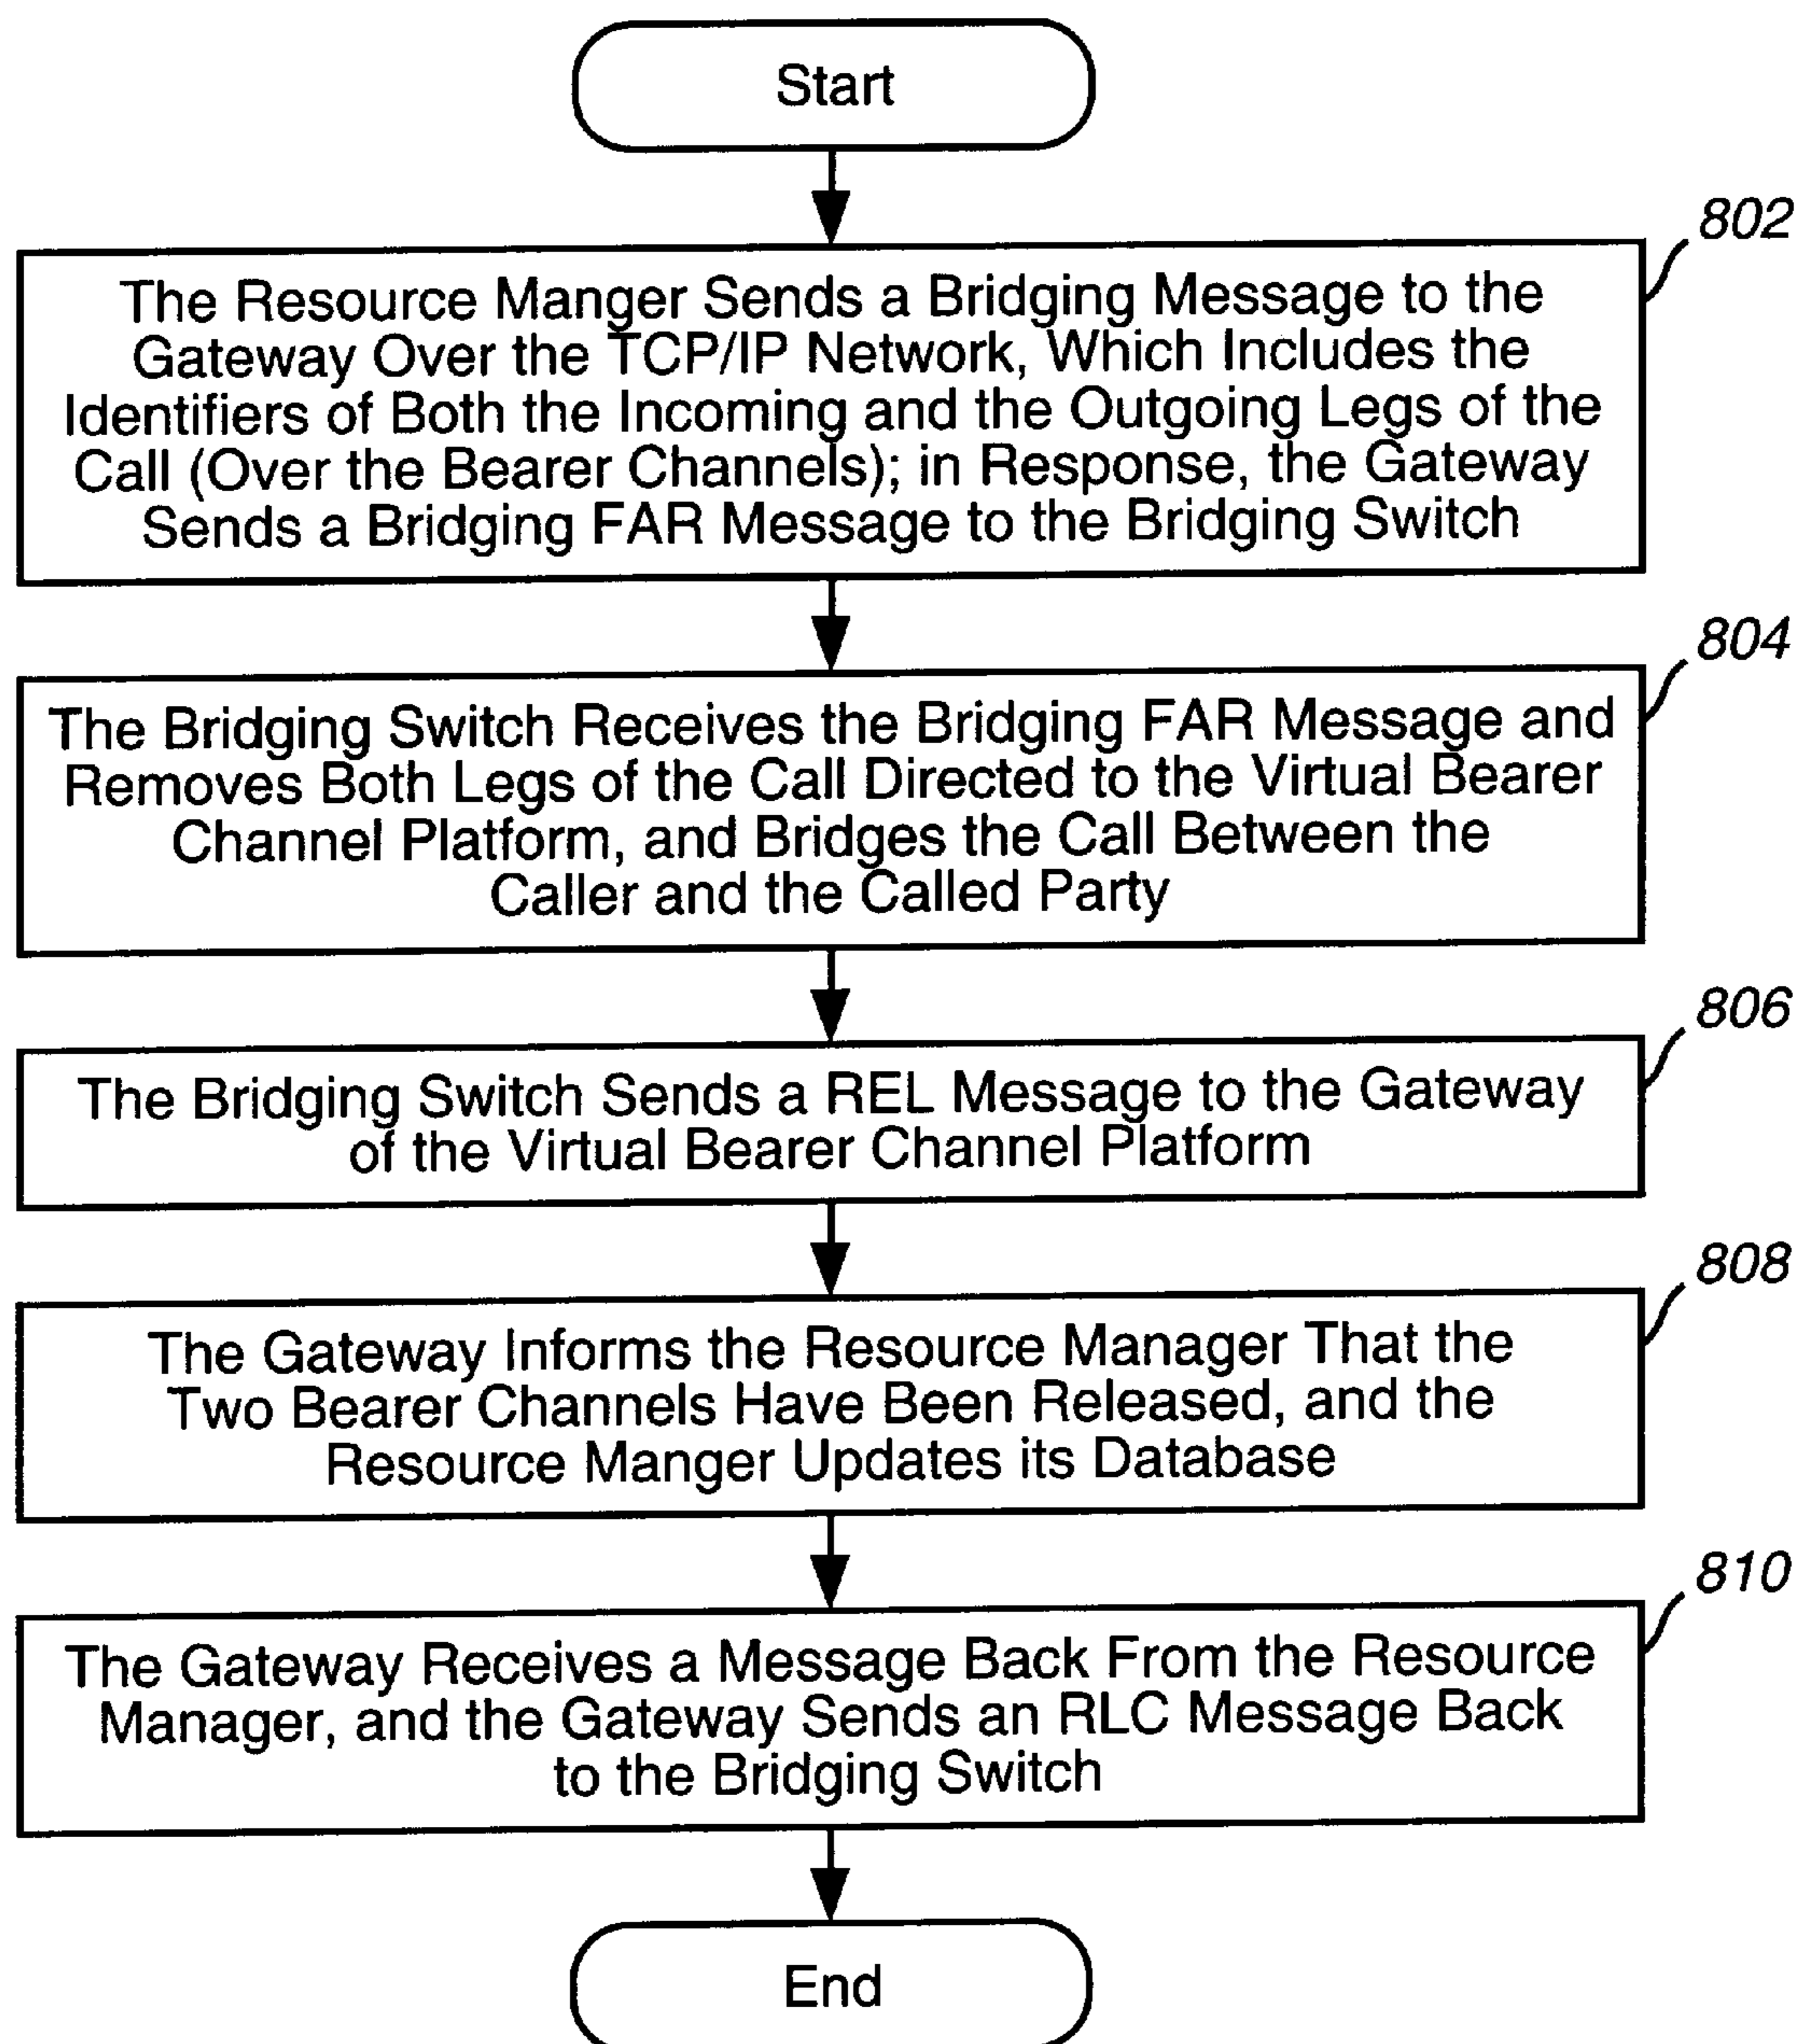 Start
802
The Resource Manger Sends a Bridging Message to the
Gateway Over the TCP/IP Network, Which Includes the
Identifiers of Both the Incoming and the Outgoing Legs of the
Call (Over the Bearer Channels); in Response, the Gateway
Sends a Bridging FAR Message to the Bridging Switch
804
The Bridging Switch Receives the Bridging FAR Message and
Removes Both Legs of the Call Directed to the Virtual Bearer
Channel Platform, and Bridges the Call Between the
Caller and the Called Party
806
The Bridging Switch Sends a REL Message to the Gateway
of the Virtual Bearer Channel Platform
808
The Gateway Informs the Resource Manager That the
Two Bearer Channels Have Been Released, and the
Resource Manger Updates its Database
810
The Gateway Receives a Message Back From the Resource
Manager, and the Gateway Sends an RLC Message Back
to the Bridging Switch
End